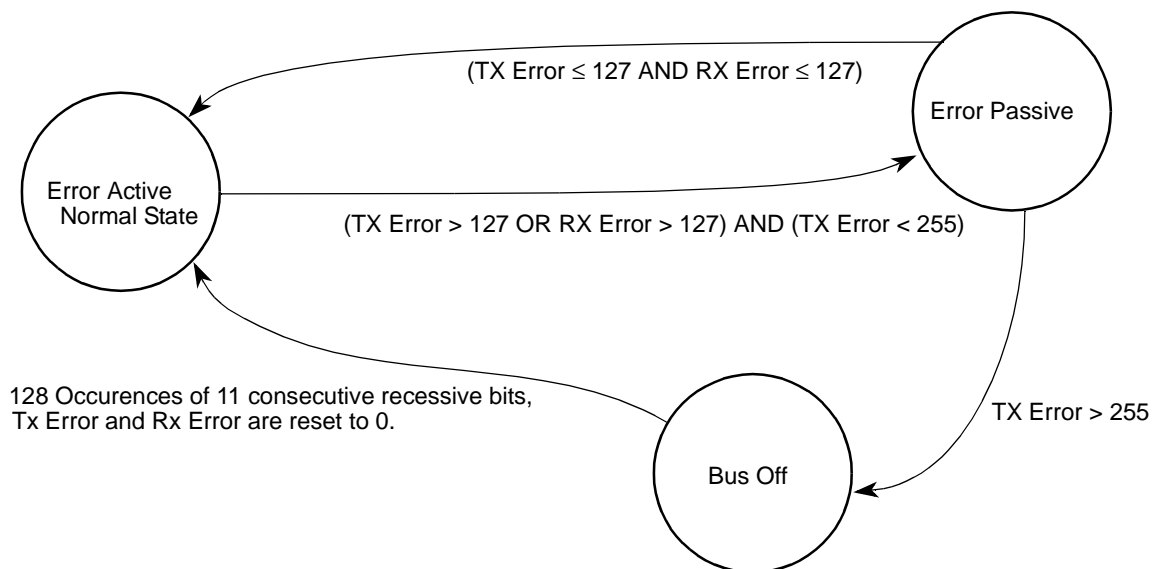 (TX Error ≤ 127 AND RX Error ≤ 127)
Error Passive
Error Active
Normal State
(TX Error > 127 OR RX Error > 127) AND (TX Error < 255)
128 Occurences of 11 consecutive recessive bits,
Tx Error and Rx Error are reset to 0.
TX Error > 255
Bus Off